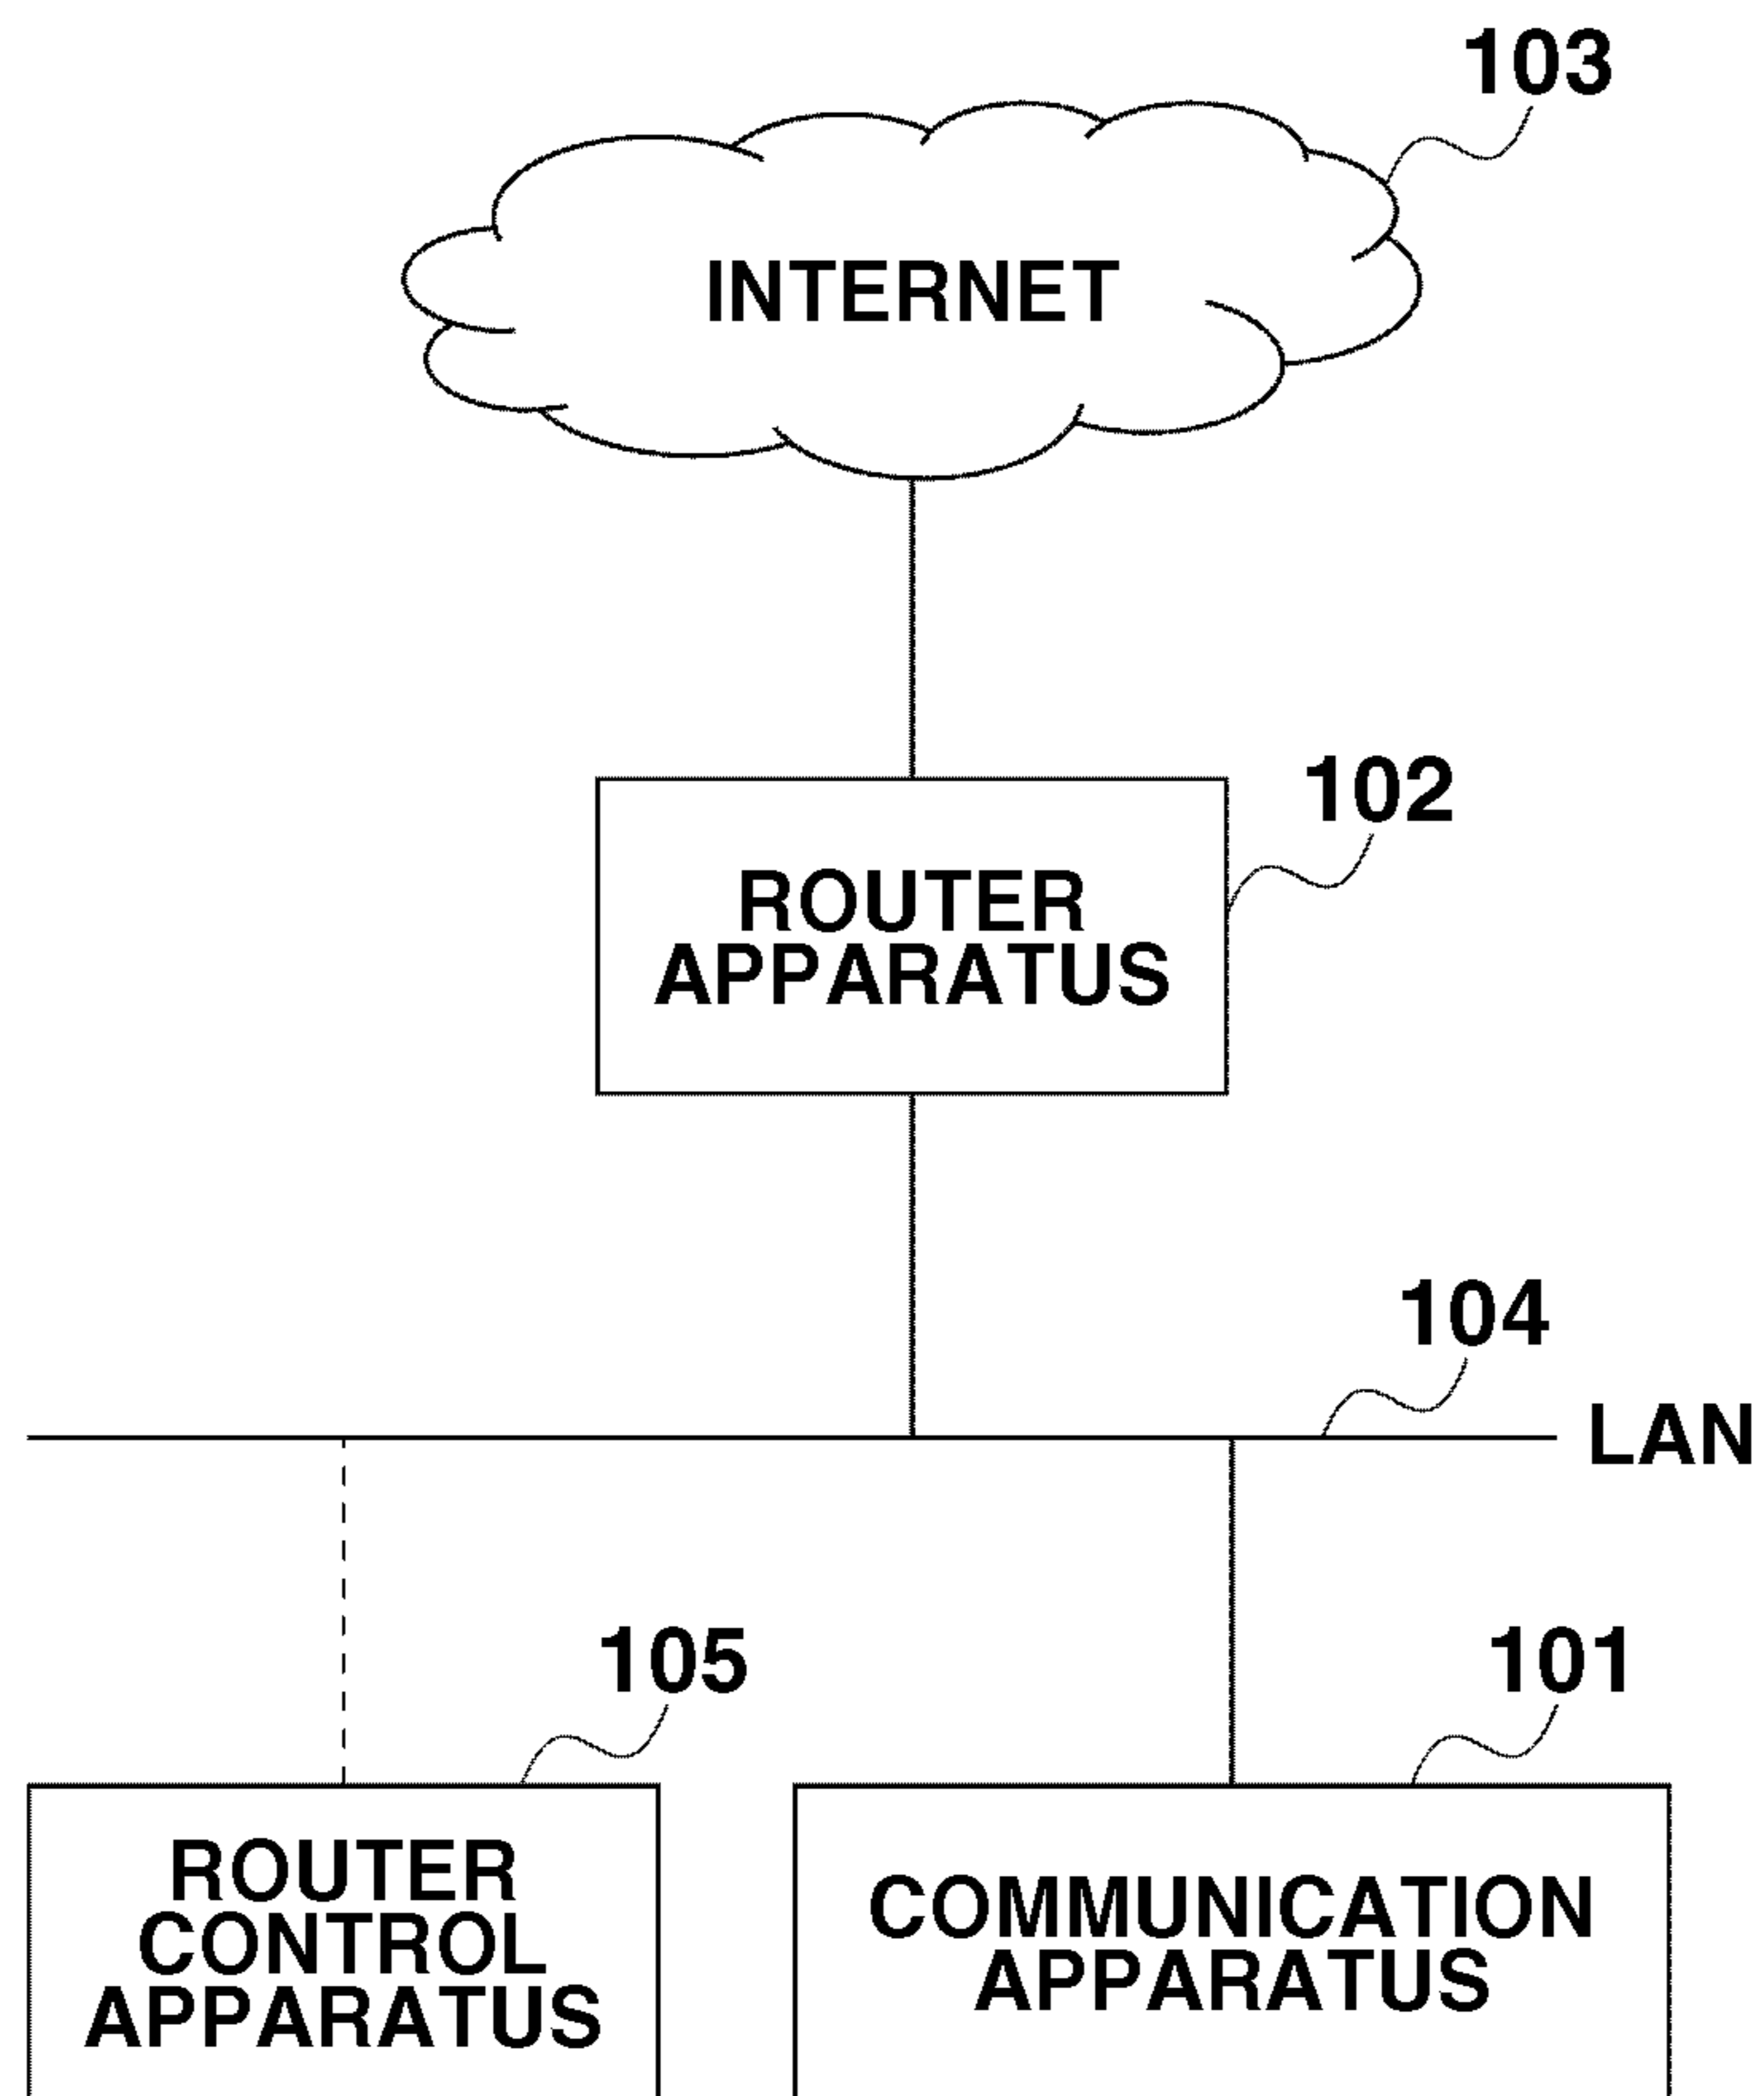 103
INTERNET
102
ROUTER
APPARATUS
104
LAN
105
101
ROUTER
CONTROL
APPARATUS
COMMUNICATION
APPARATUS